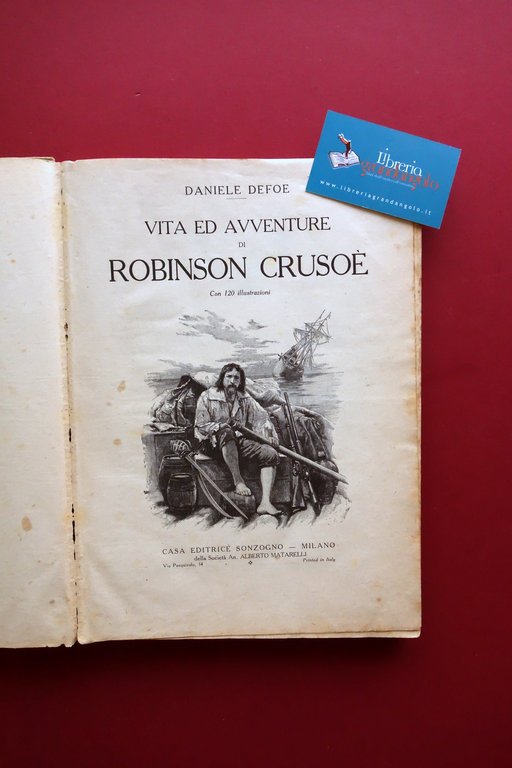 DANIELE DEFOE
VITA ED AVVENTURE
DI
ROBINSON CRUSOÈ
Con 120 illustrazioni
CASA EDITRICE SONZOGNO — MILANO
della Società An. ALBERTO MATARELLI
Via Pasquirolo, 14
Printed in Italy
Libreria
grandangolo
www.libreriagrandangolo.it